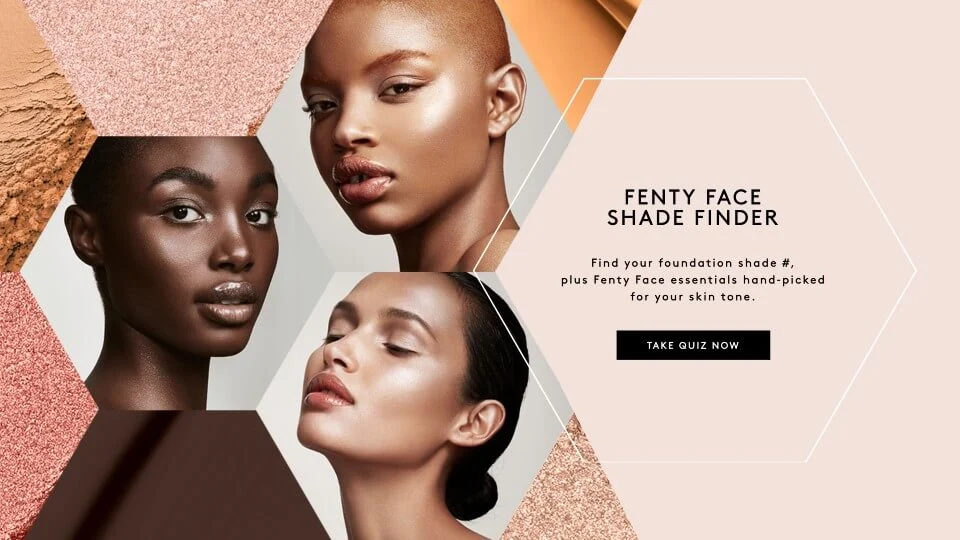 FENTY FACE
SHADE FINDER
Find your foundation shade #,
plus Fenty Face essentials hand-picked
for your skin tone.
TAKE QUIZ NOW